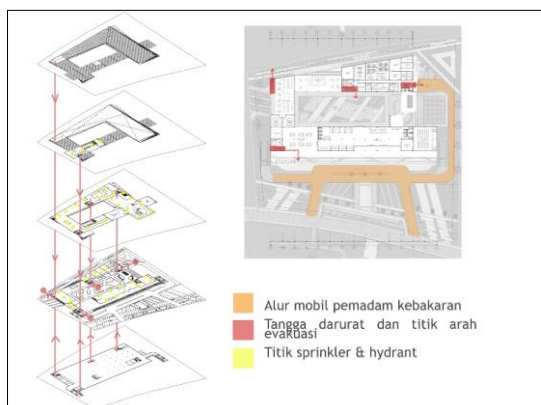 Alur mobil pemadam kebakaran
Tangga darurat dan titik arah
evakuasi
Titik sprinkler & hydrant